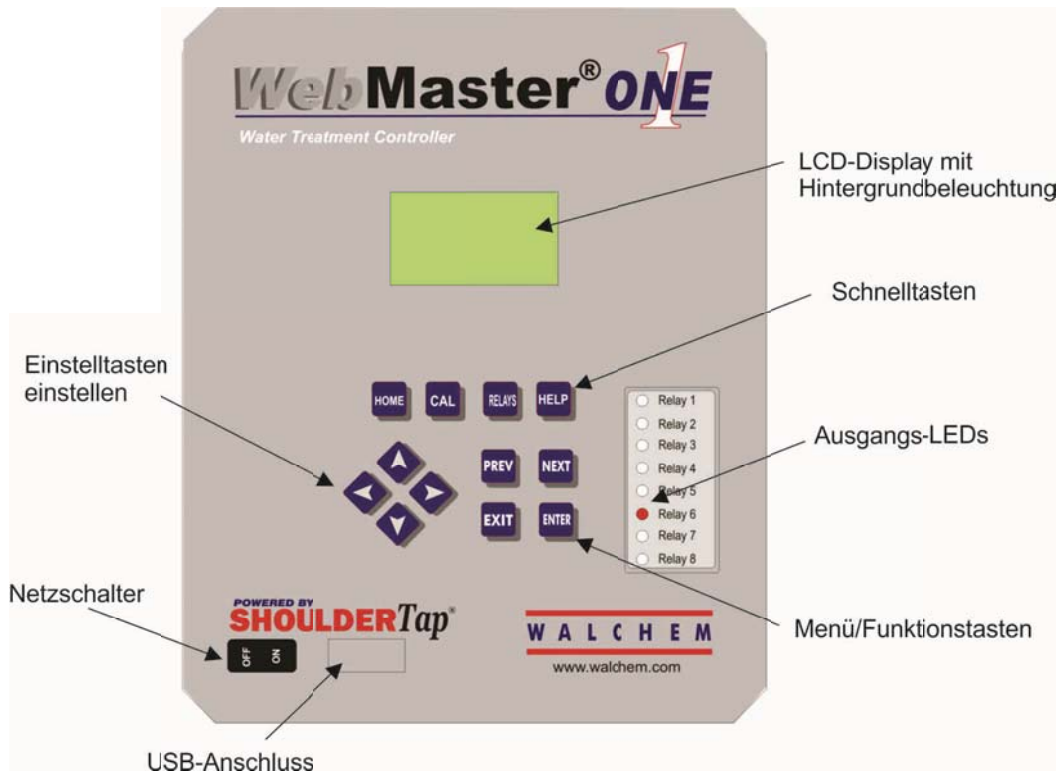 WebMaster® ONE 1
Water Treatment Controller
LCD-Display mit
Hintergrundbeleuchtung
Schnelltasten
Einstelltasten
einstellen
HOME CAL RELAYS HELP
PREV NEXT
EXIT ENTER
Relay 1
Relay 2
Relay 3
Relay 4
Relay 5
Relay 6
Relay 7
Relay 8
Ausgangs-LEDs
Netzschalter
Menü/Funktionstasten
POWERED BY
SHOULDERTap®
OFF ON
WALCHEM
www.walchem.com
USB-Anschluss